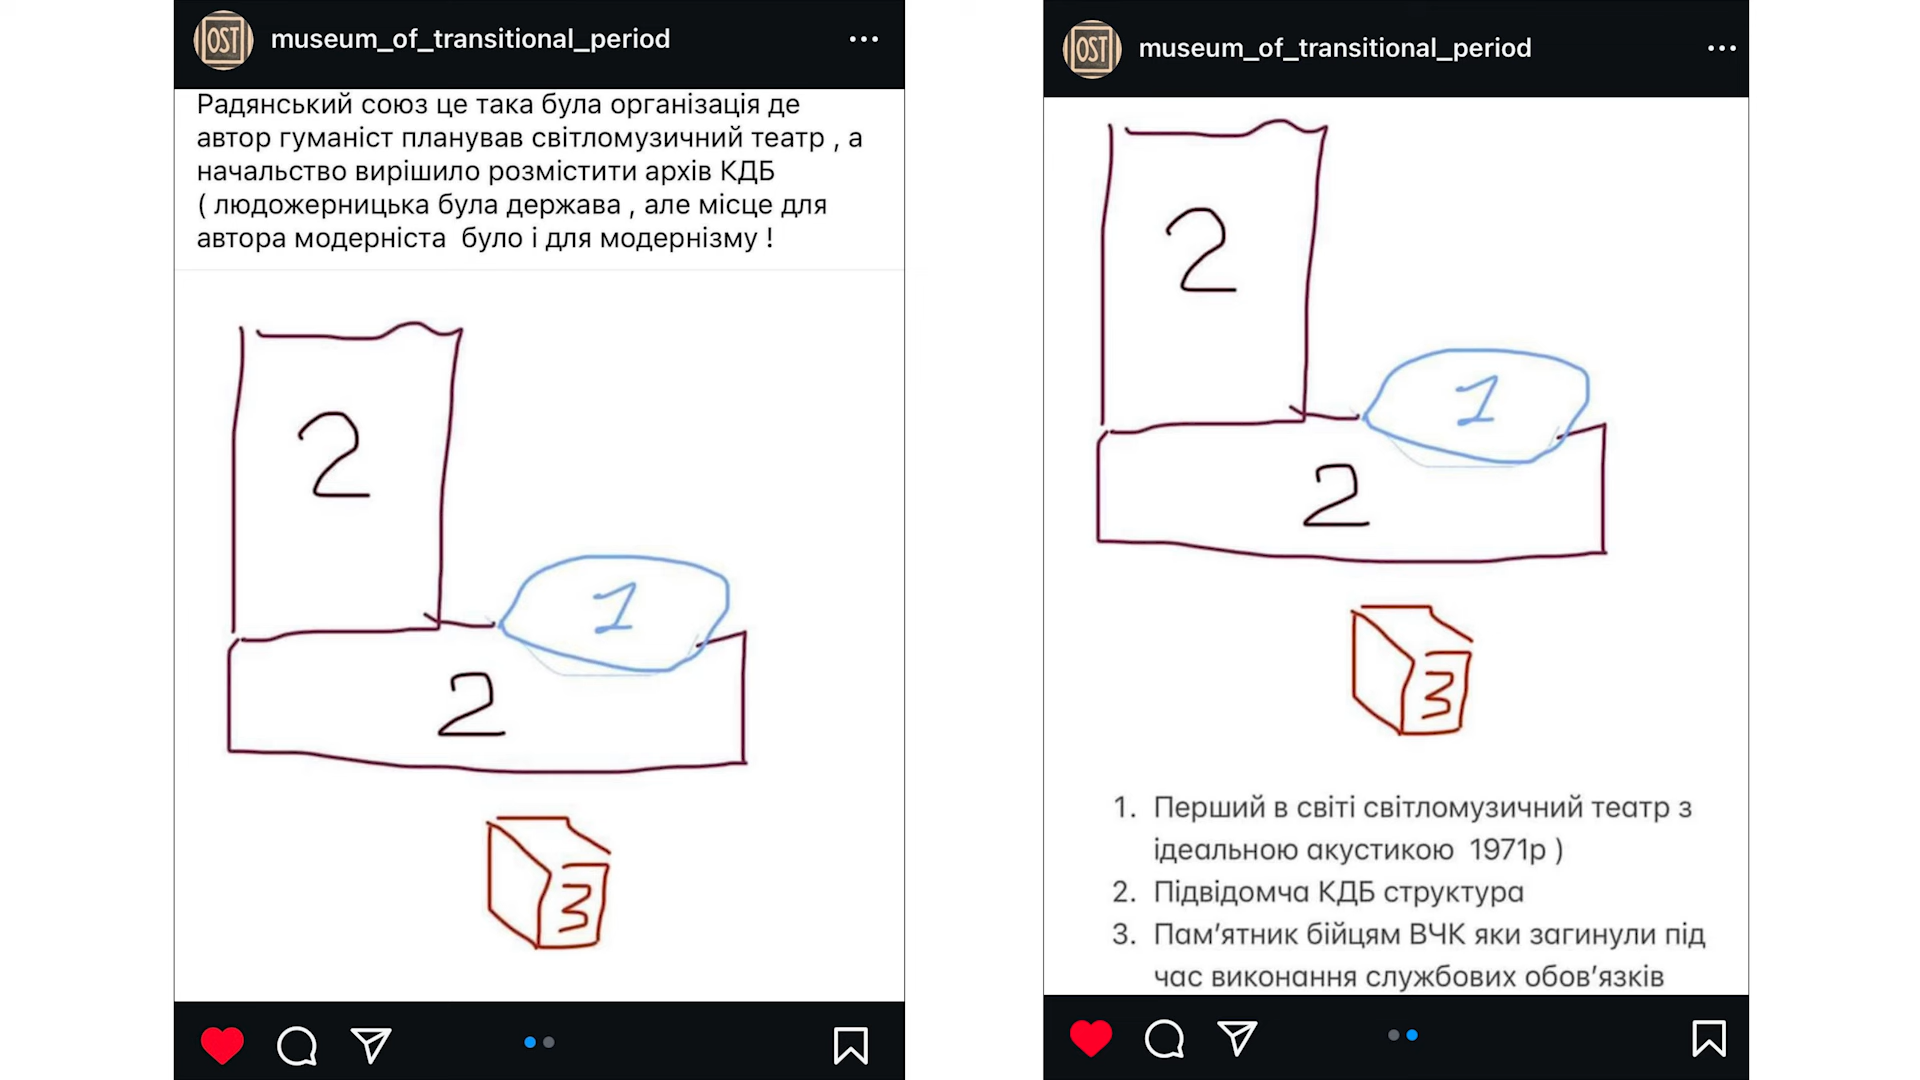 OST
museum_of_transitional_period
Радянський союз це така була організація де
автор гуманіст планував світломузичний театр , а
начальство вирішило розмістити архів КДБ
( людожерницька була держава , але місце для
автора модерніста було і для модернізму !
2
1
2
3
OST
museum_of_transitional_period
2
1
2
3
1. Перший в світі світломузичний театр з
ідеальною акустикою 1971р )
2. Підвідомча КДБ структура
3. Пам’ятник бійцям ВЧК яки загинули під
час виконання службових обов’язків